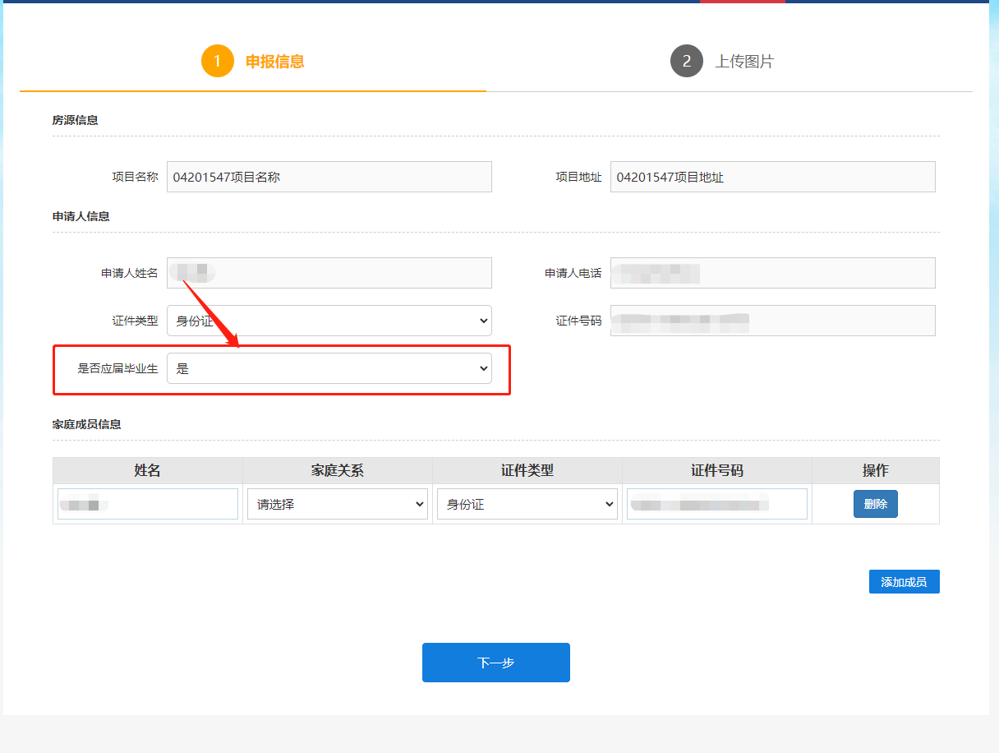 1 申报信息 2 上传图片
房源信息
项目名称 04201547项目名称 项目地址 04201547项目地址
申请人信息
申请人姓名 申请人电话
证件类型 身份证 证件号码
是否应届毕业生 是
家庭成员信息
姓名 家庭关系 证件类型 证件号码 操作
请选择 身份证 删除
添加成员
下一步